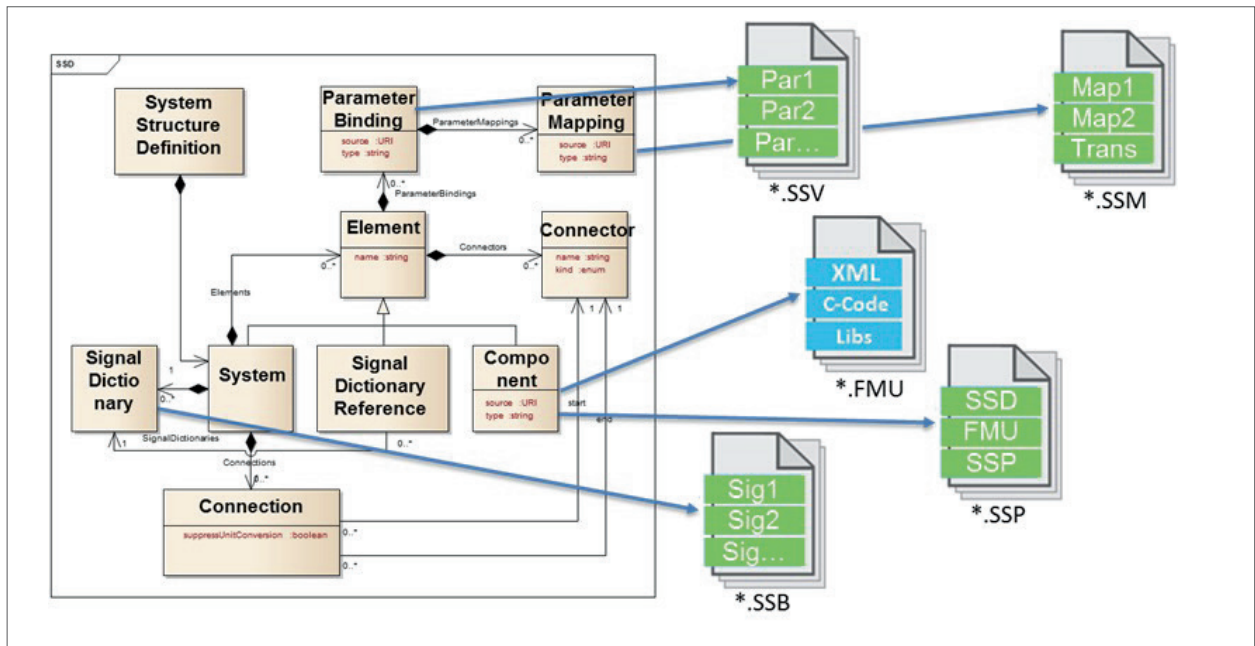 SSD
System
Structure
Definition
Parameter
Binding
source :URI
type :string
ParameterMappings
0..*
Parameter
Mapping
source :URI
type :string
0..*
ParameterBindings
Element
name :string
Connectors
0..*
Connector
name :string
kind :enum
0..*
Elements
1
1
Signal
Dictio
nary
1
0..*
System
Signal
Dictionary
Reference
Compo
nent
source :URI
type :string
start
end
SignalDictionaries
1
0..*
Connections
0..*
Connection
suppressUnitConversion :boolean
0..*
0..*
Par1
Par2
Par...
*.SSV
Map1
Map2
Trans
*.SSM
XML
C-Code
Libs
*.FMU
SSD
FMU
SSP
*.SSP
Sig1
Sig2
Sig...
*.SSB